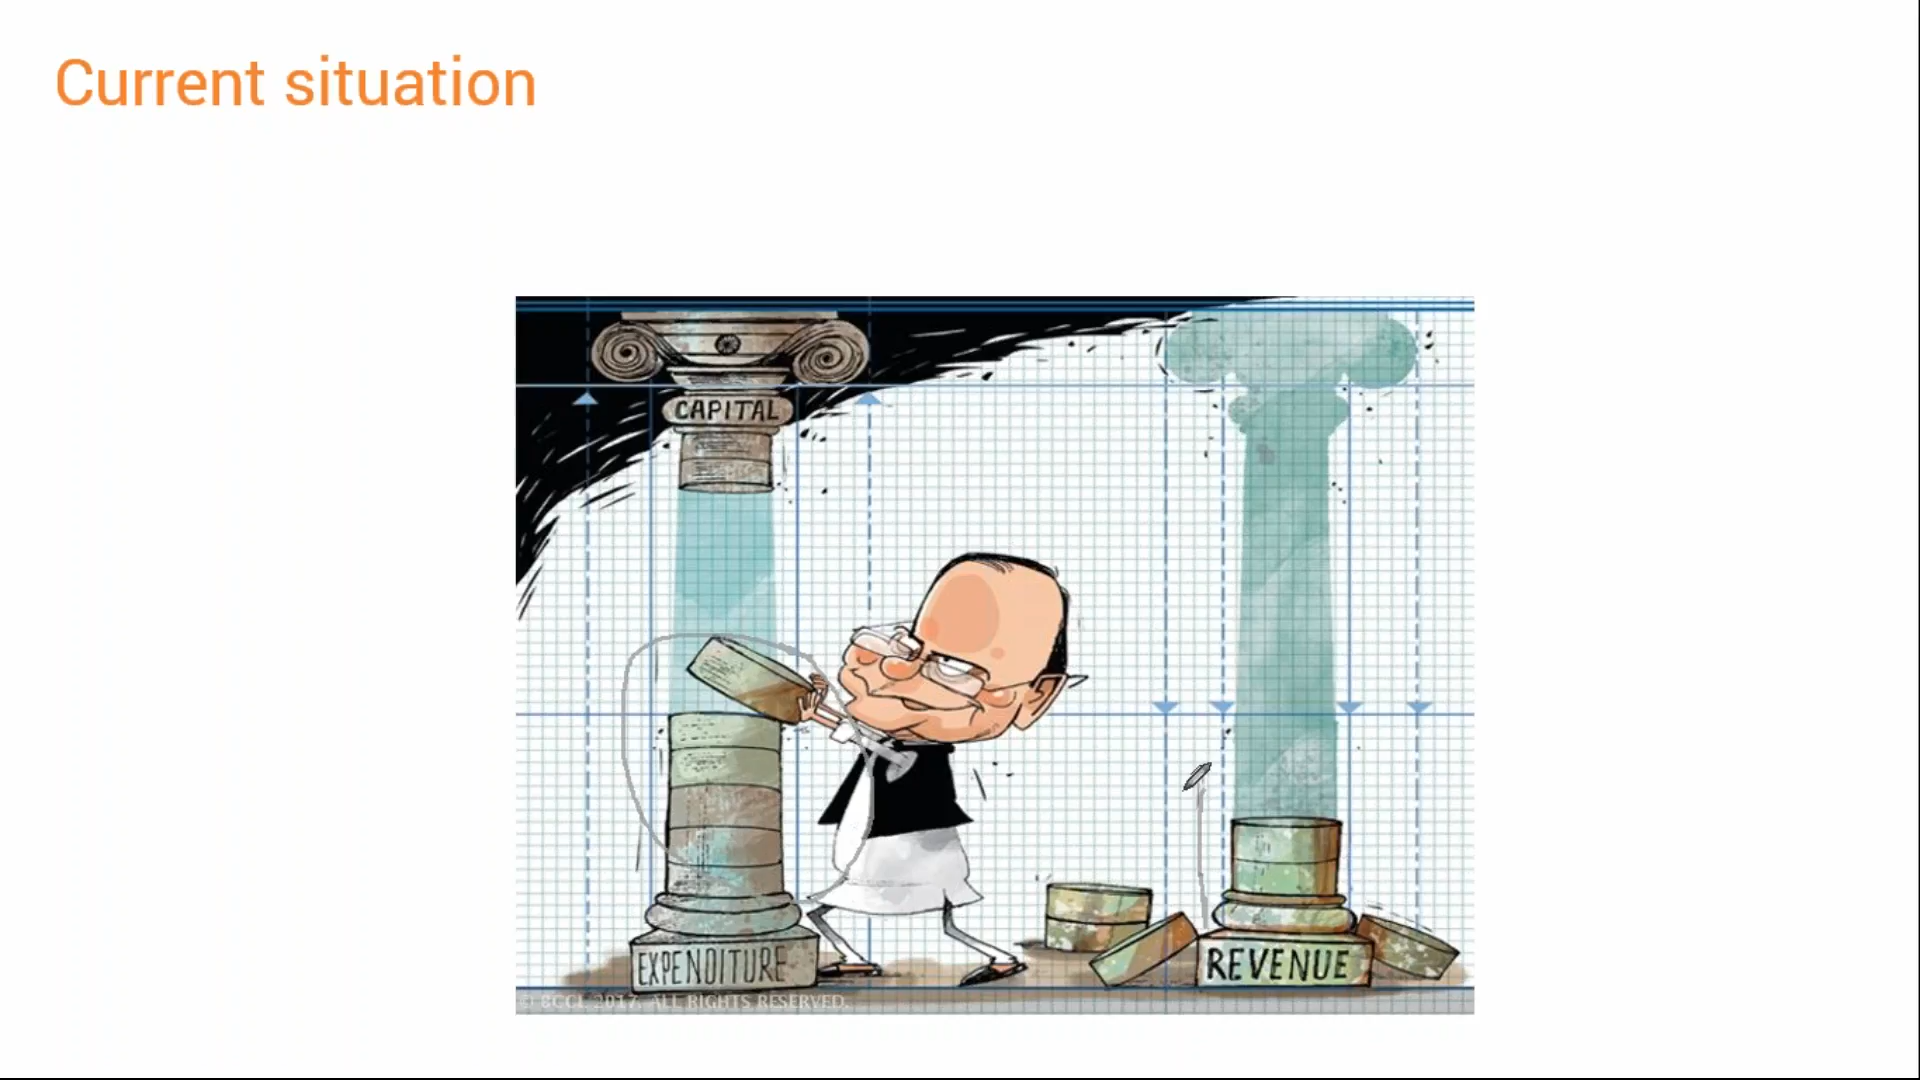 Current situation
CAPITAL
EXPENDITURE
REVENUE
© BCCL 2017. ALL RIGHTS RESERVED.